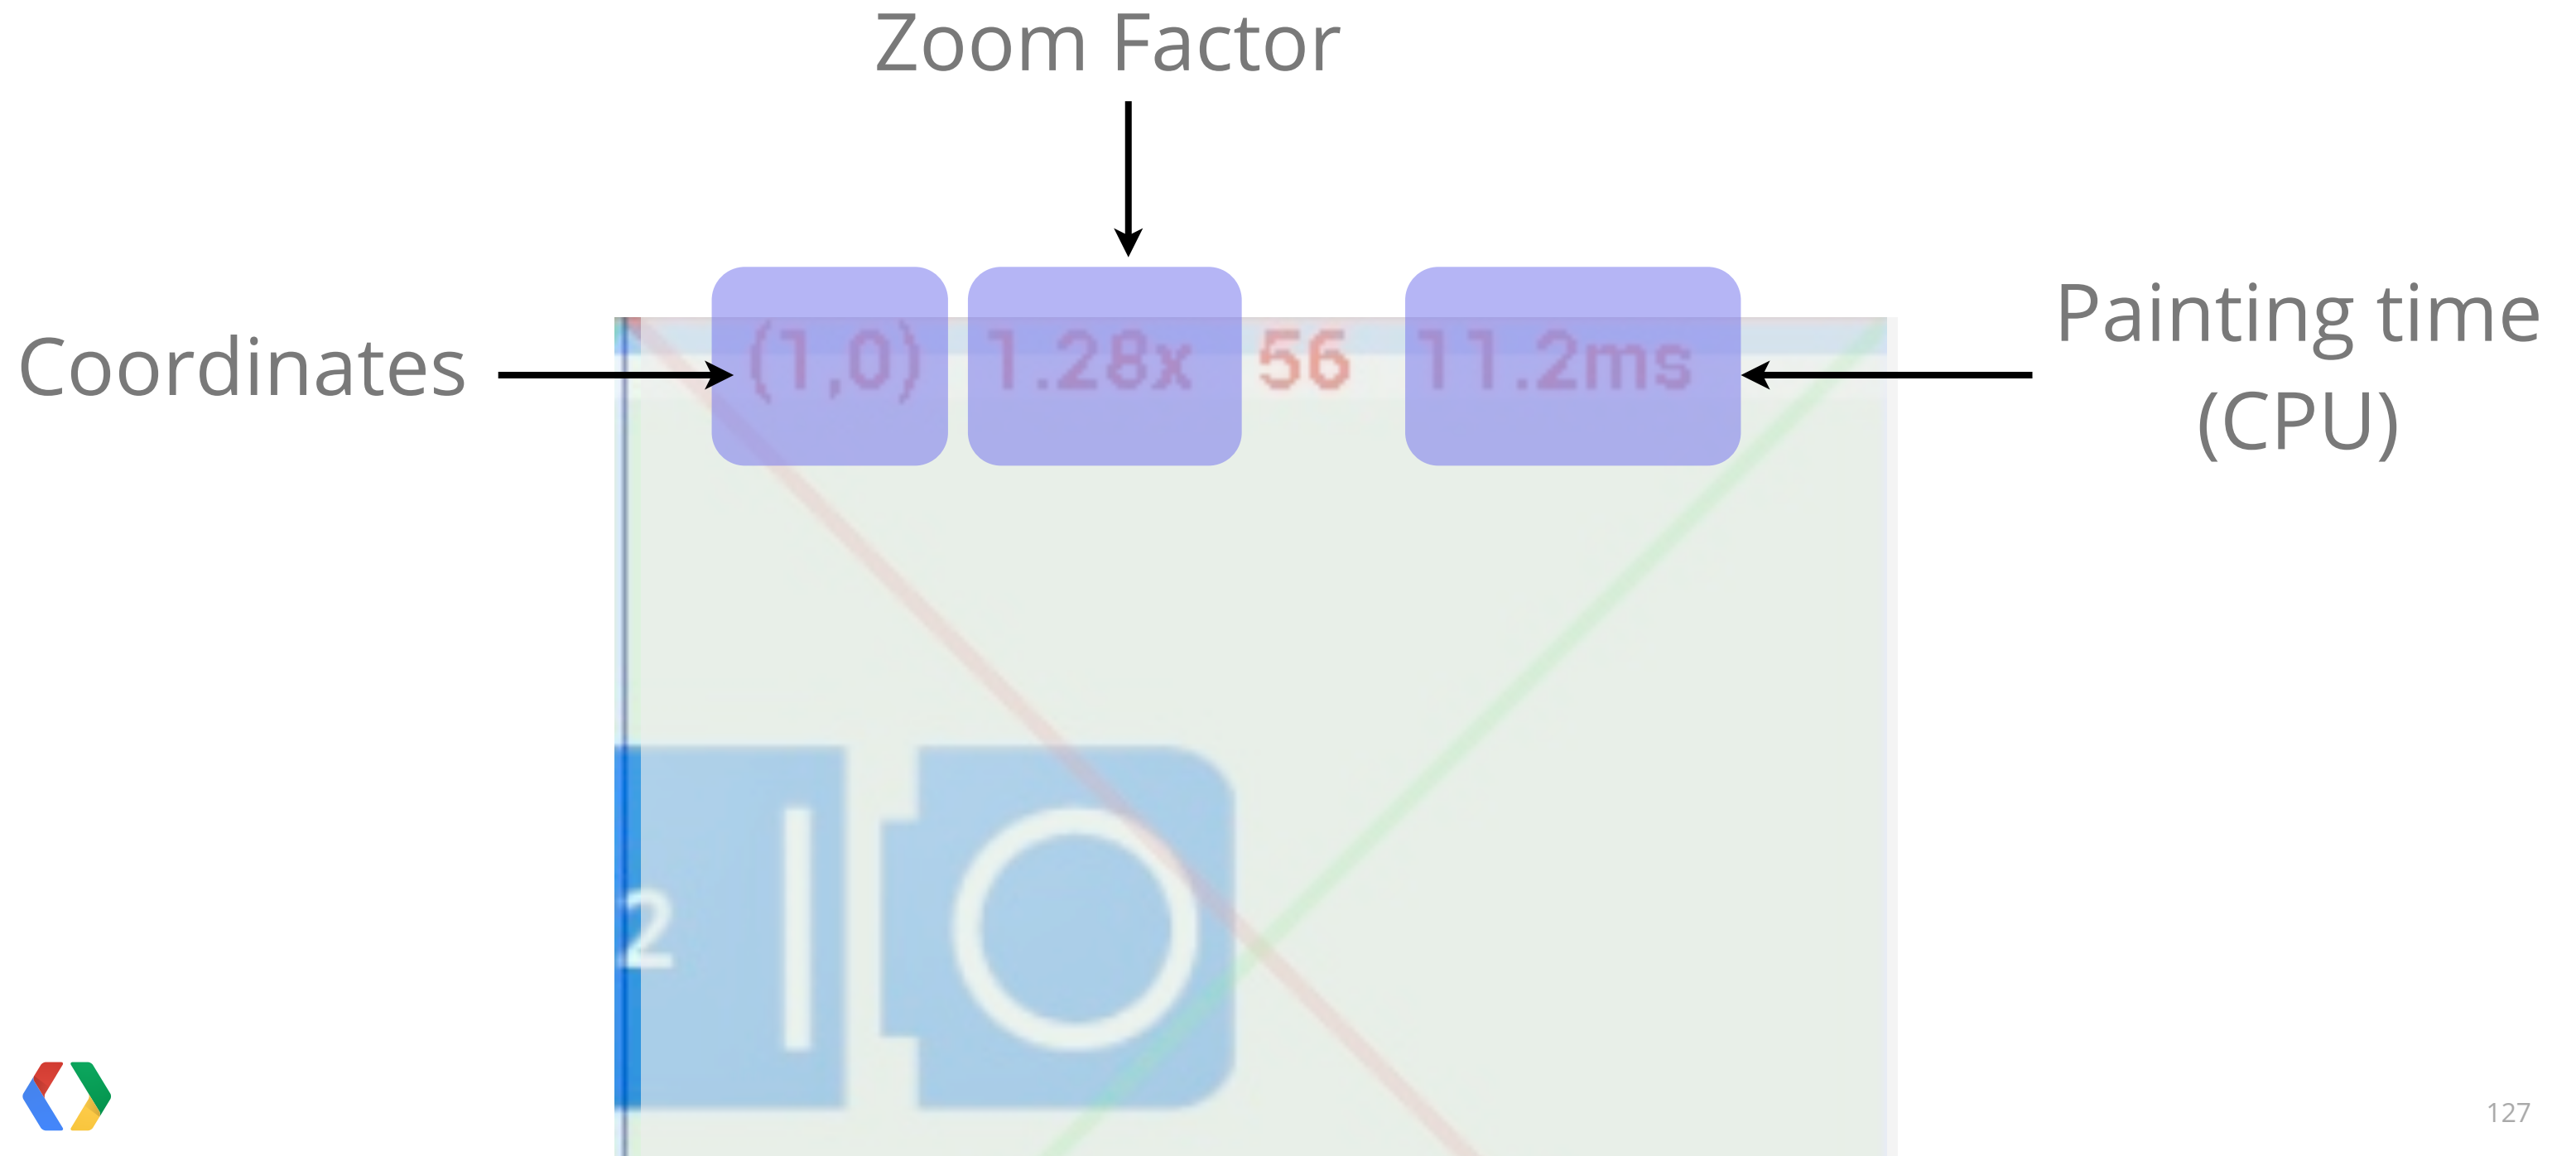 Zoom Factor
Coordinates
(1,0) 1.28x 56 11.2ms
Painting time
(CPU)
2
127